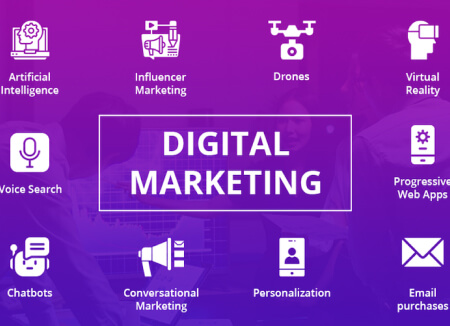 Artificial
Intelligence
Influencer
Marketing
Drones
Virtual
Reality
DIGITAL
MARKETING
Voice Search
Progressive
Web Apps
Chatbots
Conversational
Marketing
Personalization
Email
purchases